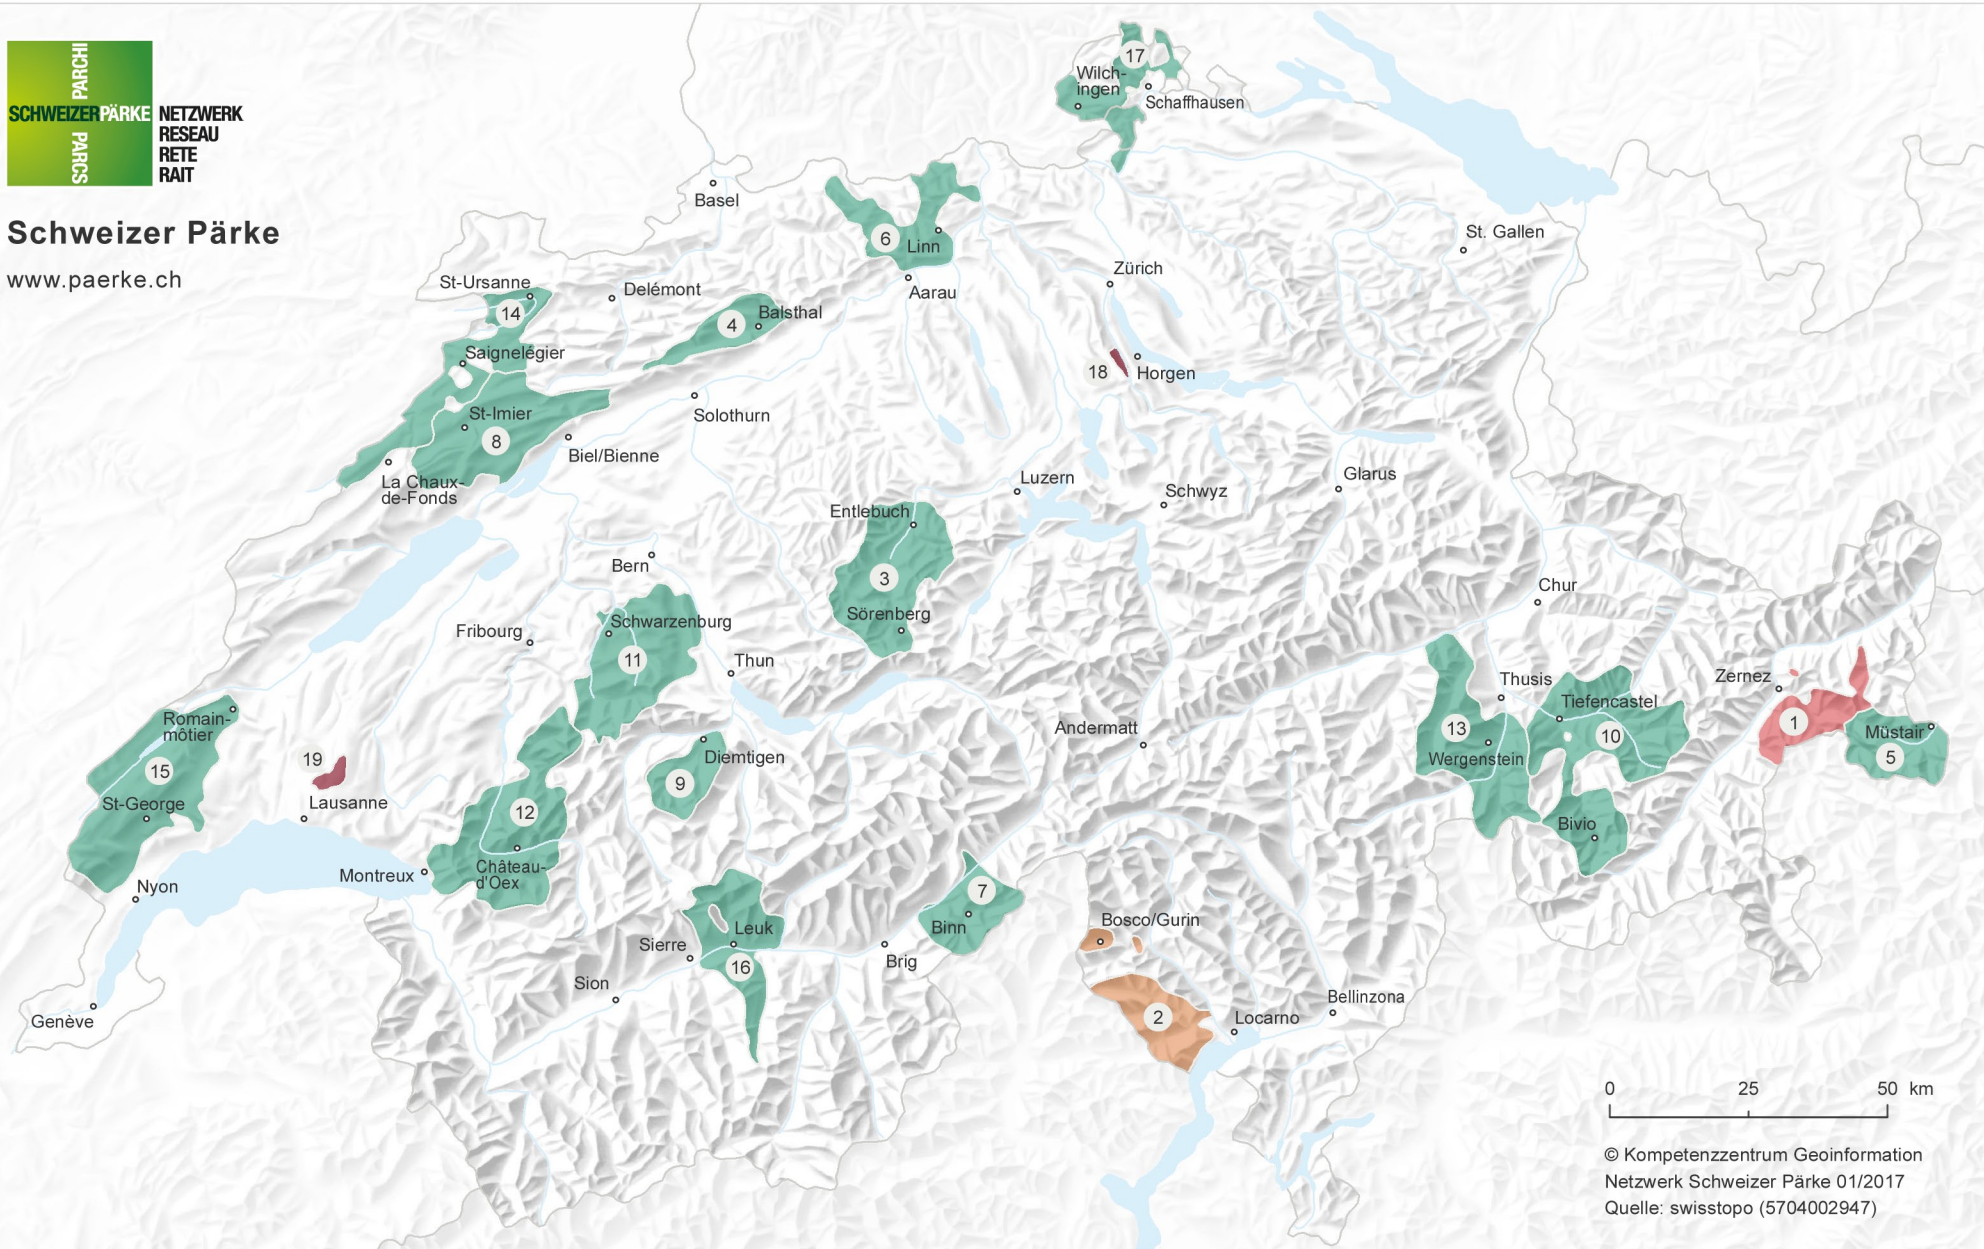 PARCHI
SCHWEIZERPÄRKE
PARCS
NETZWERK
RESEAU
RETE
RAIT
Schweizer Pärke
www.paerke.ch
17
Wilch-
ingen
Schaffhausen
Basel
6
Linn
Aarau
St. Gallen
Zürich
St-Ursanne
14
Delémont
4
Balsthal
Saignelégier
18
Horgen
St-Imier
8
Solothurn
Biel/Bienne
La Chaux-
de-Fonds
Luzern
Schwyz
Glarus
Entlebuch
3
Sörenberg
Bern
Chur
Fribourg
Schwarzenburg
11
Thun
Zernez
1
Müstair
5
Thusis
Tiefencastel
13
10
Wergenstein
Andermatt
Romain-
môtier
15
St-George
19
Lausanne
Diemtigen
9
12
Château-
d'Oex
Bivio
Montreux
Nyon
7
Binn
Leuk
16
Sierre
Sion
Brig
Bosco/Gurin
2
Locarno
Bellinzona
Genève
0 25 50 km
© Kompetenzzentrum Geoinformation
Netzwerk Schweizer Pärke 01/2017
Quelle: swisstopo (5704002947)